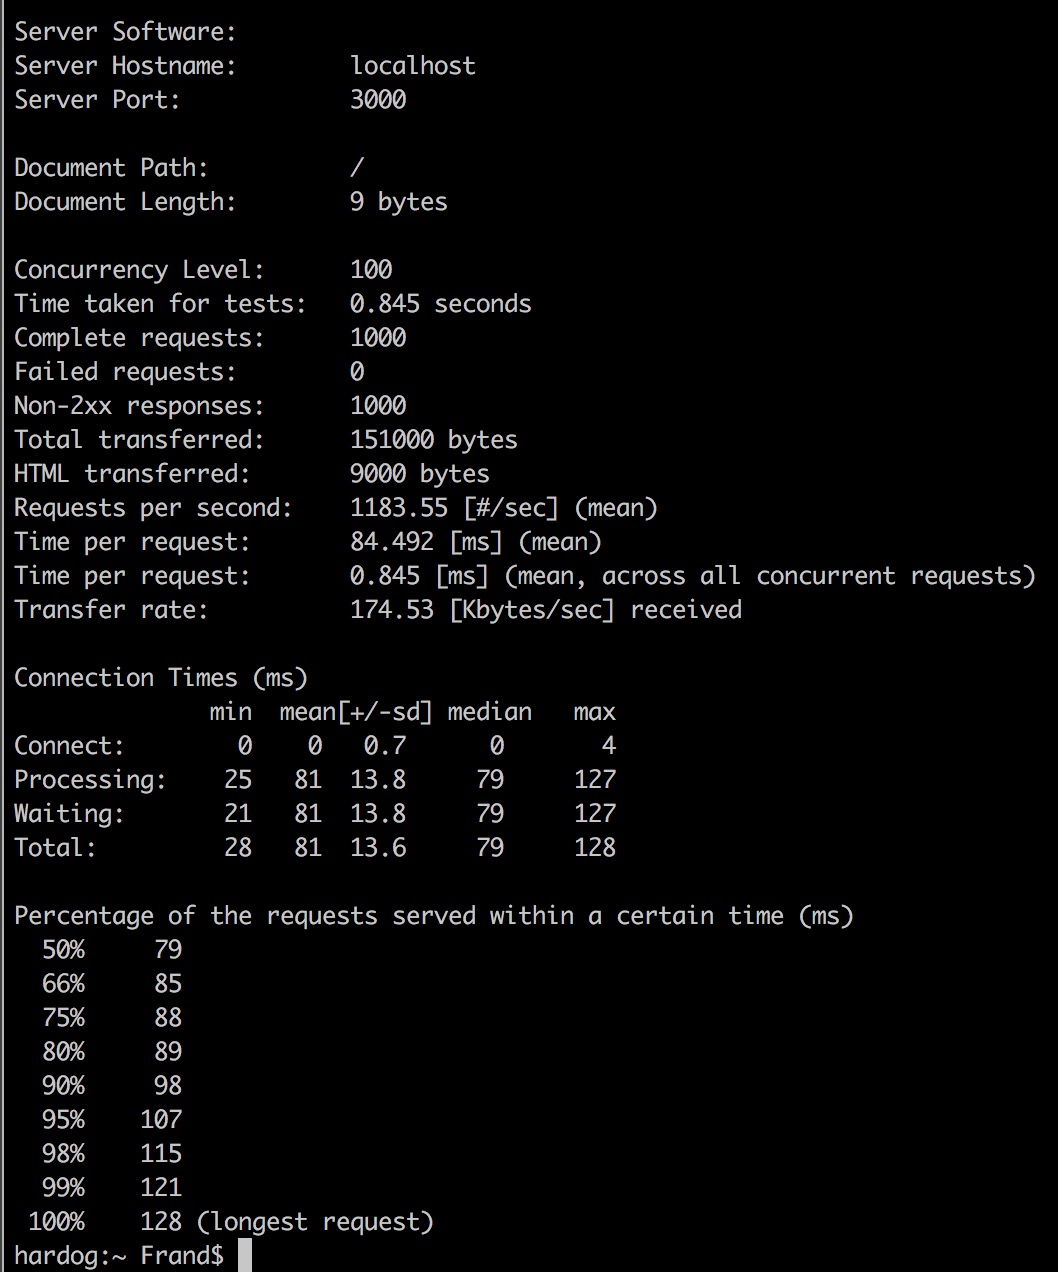 Server Software:
Server Hostname:        localhost
Server Port:            3000

Document Path:          /
Document Length:        9 bytes

Concurrency Level:      100
Time taken for tests:   0.845 seconds
Complete requests:      1000
Failed requests:        0
Non-2xx responses:      1000
Total transferred:      151000 bytes
HTML transferred:       9000 bytes
Requests per second:    1183.55 [#/sec] (mean)
Time per request:       84.492 [ms] (mean)
Time per request:       0.845 [ms] (mean, across all concurrent requests)
Transfer rate:          174.53 [Kbytes/sec] received

Connection Times (ms)
              min  mean[+/-sd] median   max
Connect:        0    0   0.7      0       4
Processing:    25   81  13.8     79     127
Waiting:       21   81  13.8     79     127
Total:         28   81  13.6     79     128

Percentage of the requests served within a certain time (ms)
  50%     79
  66%     85
  75%     88
  80%     89
  90%     98
  95%    107
  98%    115
  99%    121
 100%    128 (longest request)
hardog:~ Frand$